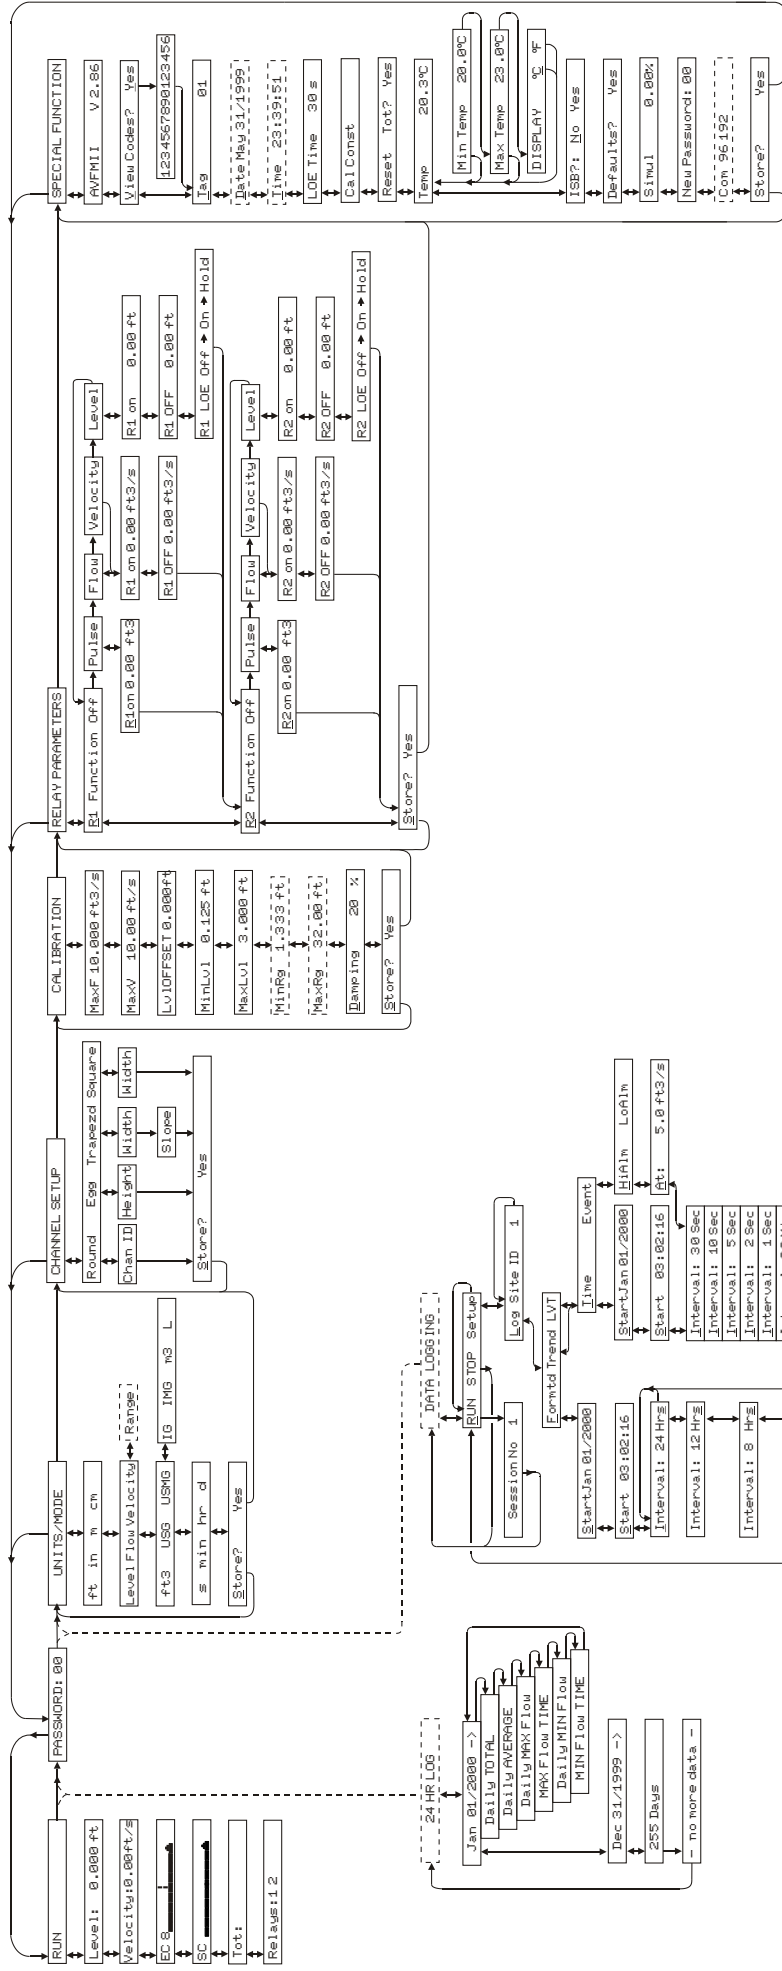 RUN
Level: 0.000 ft
Velocity:0.00ft/s
EC 8
SC
Tot:
Relays:1 2
PASSWORD: 00
24 HR LOG
Jan 01/2000 ->
Daily TOTAL
Daily AVERAGE
Daily MAX Flow
MAX Flow TIME
Daily MIN Flow
MIN Flow TIME
Dec 31/1999 ->
255 Days
- no more data -
UNITS/MODE
ft in m cm
Level Flow Velocity
Range
ft3 USG USMG
IG IMG m3 L
s min hr d
Store? Yes
DATA LOGGING
RUN STOP Setup
Session No 1
Log Site ID 1
Formtd Trend LVT
StartJan 01/2000
Start 03:02:16
Interval: 24 Hrs
Interval: 12 Hrs
Interval: 8 Hrs
Time Event
StartJan 01/2000
Start 03:02:16
Interval: 30 Sec
Interval: 10 Sec
Interval: 5 Sec
Interval: 2 Sec
Interval: 1 Sec
HiAlm LoAlm
At: 5.0 ft3/s
CHANNEL SETUP
Round Egg Trapezd Square
Chan ID
Height
Width
Width
Slope
Store? Yes
CALIBRATION
MaxF 10.000 ft3/s
MaxV 10.00 ft/s
LvlOFFSET 0.000ft
MinLvl 0.125 ft
MaxLvl 3.000 ft
MinRg 1.333 ft
MaxRg 32.00 ft
Damping 20 %
Store? Yes
RELAY PARAMETERS
R1 Function Off
Pulse
Flow
Velocity
Level
R1on 0.00 ft3
R1 on 0.00 ft3/s
R1 on 0.00 ft
R1 OFF 0.00 ft3/s
R1 OFF 0.00 ft
R1 LOE Off → On → Hold
R2 Function Off
Pulse
Flow
Velocity
Level
R2on 0.00 ft3
R2 on 0.00 ft3/s
R2 on 0.00 ft
R2 OFF 0.00 ft3/s
R2 OFF 0.00 ft
R2 LOE Off → On → Hold
Store? Yes
SPECIAL FUNCTION
AVFMII V 2.86
View Codes? Yes
1234567890123456
Tag 01
Date May 31/1999
Time 23:39:51
LOE Time 30 s
Cal Const
Reset Tot? Yes
Temp 20.3°C
Min Temp 20.0°C
Max Temp 23.0°C
DISPLAY °C °F
ISB?: No Yes
Defaults? Yes
Simul 0.00%
New Password: 00
Com 96 192
Store? Yes